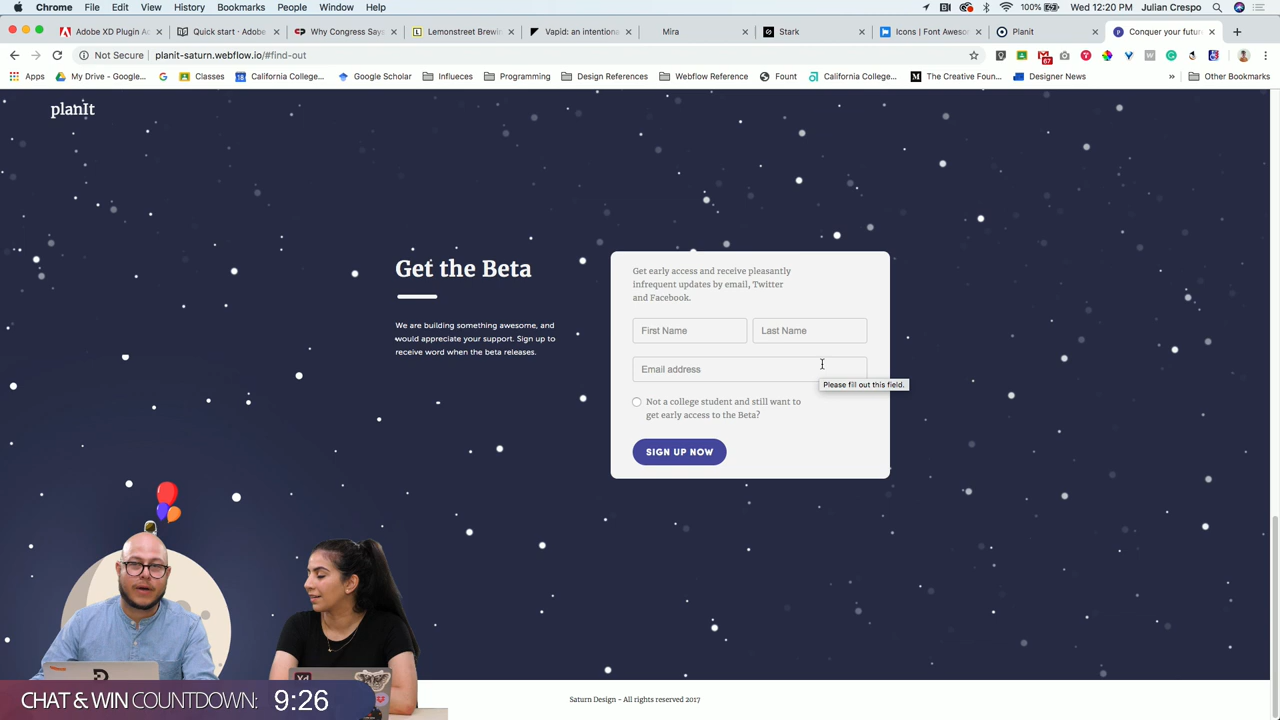 Chrome File Edit View History Bookmarks People Window Help 100% Wed 12:20 PM Julian Crespo
Adobe XD Plugin Ac Quick start - Adobe Why Congress Says Lemonstreet Brewin Vapid: an intentiona Mira Stark Icons | Font Awesom Planit Conquer your futur
Not Secure planit-saturn.webflow.io/#find-out 67
Apps My Drive - Google... Classes California College... Google Scholar Influeces Programming Design References Webflow Reference Fount California College... The Creative Foun... Designer News » Other Bookmarks
planIt
Get the Beta
We are building something awesome, and
would appreciate your support. Sign up to
receive word when the beta releases.
Get early access and receive pleasantly
infrequent updates by email, Twitter
and Facebook.
First Name Last Name
Email address
Please fill out this field.
Not a college student and still want to
get early access to the Beta?
SIGN UP NOW
CHAT & WIN COUNTDOWN: 9:26
Saturn Design - All rights reserved 2017